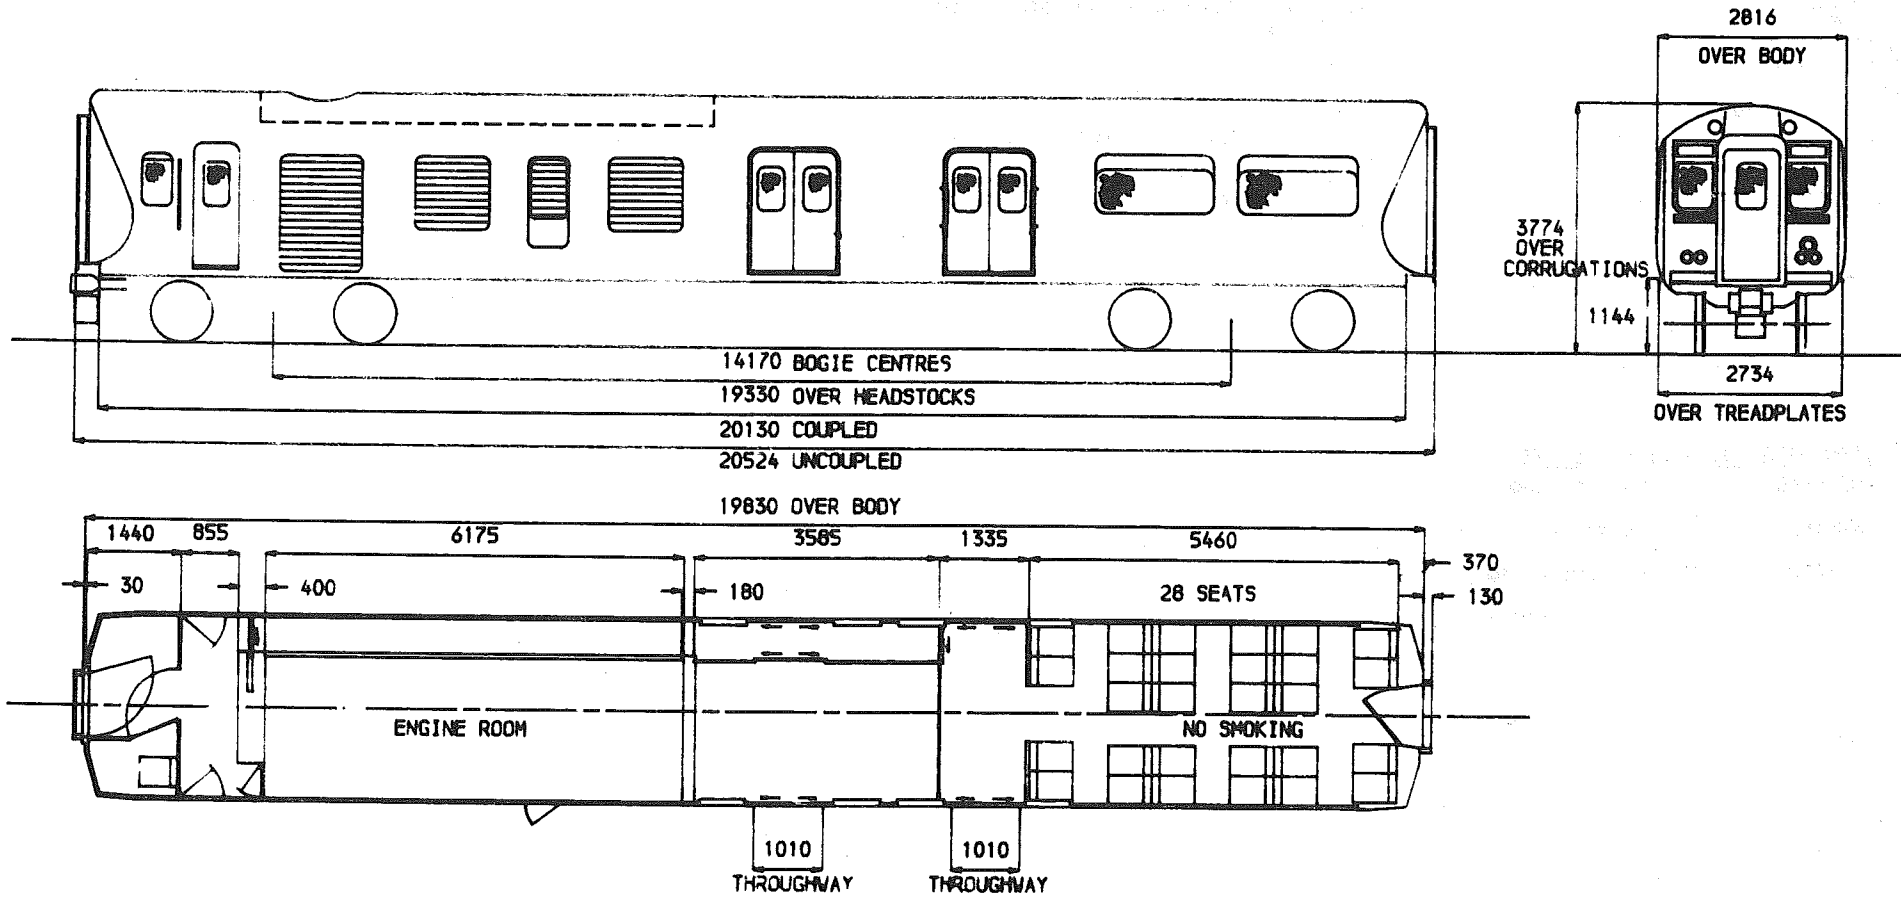 2816
OVER BODY
3774
OVER
CORRUGATIONS
1144
14170 BOGIE CENTRES
19330 OVER HEADSTOCKS
20130 COUPLED
20524 UNCOUPLED
2734
OVER TREADPLATES
19830 OVER BODY
1440 855 6175 3585 1335 5460
30 400 180 28 SEATS 370
130
ENGINE ROOM NO SMOKING
1010 1010
THROUGHWAY THROUGHWAY